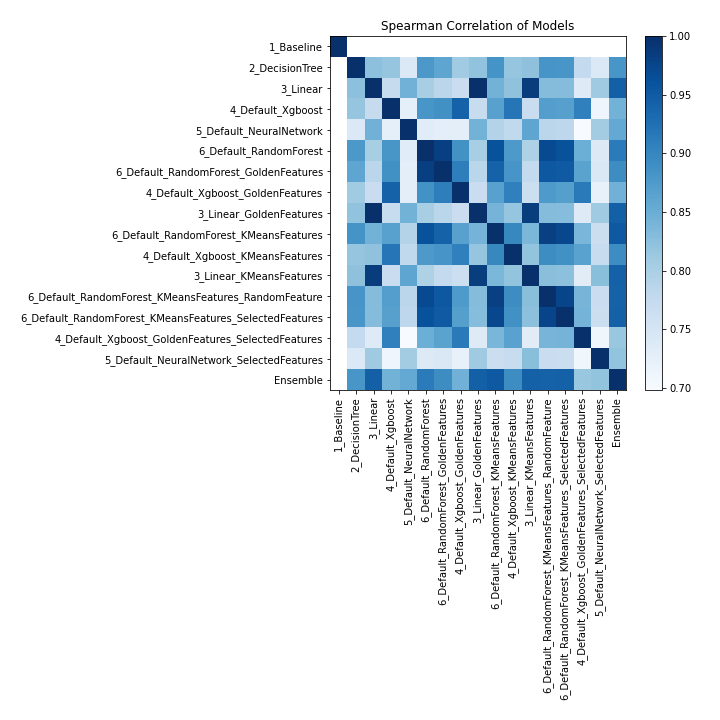 Spearman Correlation of Models
1_Baseline
2_DecisionTree
3_Linear
4_Default_Xgboost
5_Default_NeuralNetwork
6_Default_RandomForest
6_Default_RandomForest_GoldenFeatures
4_Default_Xgboost_GoldenFeatures
3_Linear_GoldenFeatures
6_Default_RandomForest_KMeansFeatures
4_Default_Xgboost_KMeansFeatures
3_Linear_KMeansFeatures
6_Default_RandomForest_KMeansFeatures_RandomFeature
6_Default_RandomForest_KMeansFeatures_SelectedFeatures
4_Default_Xgboost_GoldenFeatures_SelectedFeatures
5_Default_NeuralNetwork_SelectedFeatures
Ensemble
1_Baseline
2_DecisionTree
3_Linear
4_Default_Xgboost
5_Default_NeuralNetwork
6_Default_RandomForest
6_Default_RandomForest_GoldenFeatures
4_Default_Xgboost_GoldenFeatures
3_Linear_GoldenFeatures
6_Default_RandomForest_KMeansFeatures
4_Default_Xgboost_KMeansFeatures
3_Linear_KMeansFeatures
6_Default_RandomForest_KMeansFeatures_RandomFeature
6_Default_RandomForest_KMeansFeatures_SelectedFeatures
4_Default_Xgboost_GoldenFeatures_SelectedFeatures
5_Default_NeuralNetwork_SelectedFeatures
Ensemble
1.00
0.95
0.90
0.85
0.80
0.75
0.70